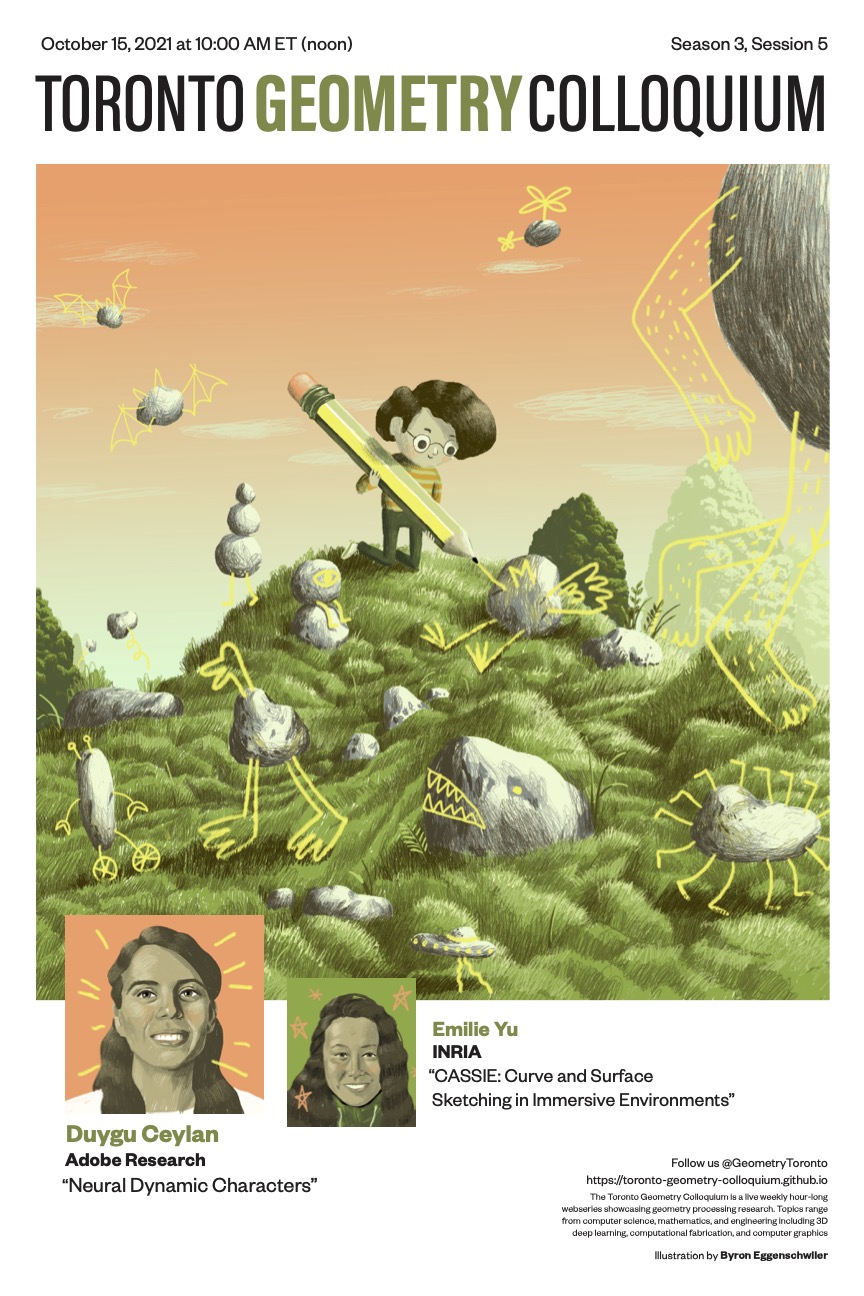 October 15, 2021 at 10:00 AM ET (noon)
Season 3, Session 5
TORONTO GEOMETRY COLLOQUIUM
Duygu Ceylan
Adobe Research
“Neural Dynamic Characters”
Emilie Yu
INRIA
“CASSIE: Curve and Surface
Sketching in Immersive Environments”
Follow us @GeometryToronto
https://toronto-geometry-colloquium.github.io
The Toronto Geometry Colloquium is a live weekly hour-long
webseries showcasing geometry processing research. Topics range
from computer science, mathematics, and engineering including 3D
deep learning, computational fabrication, and computer graphics
Illustration by Byron Eggenschwiler